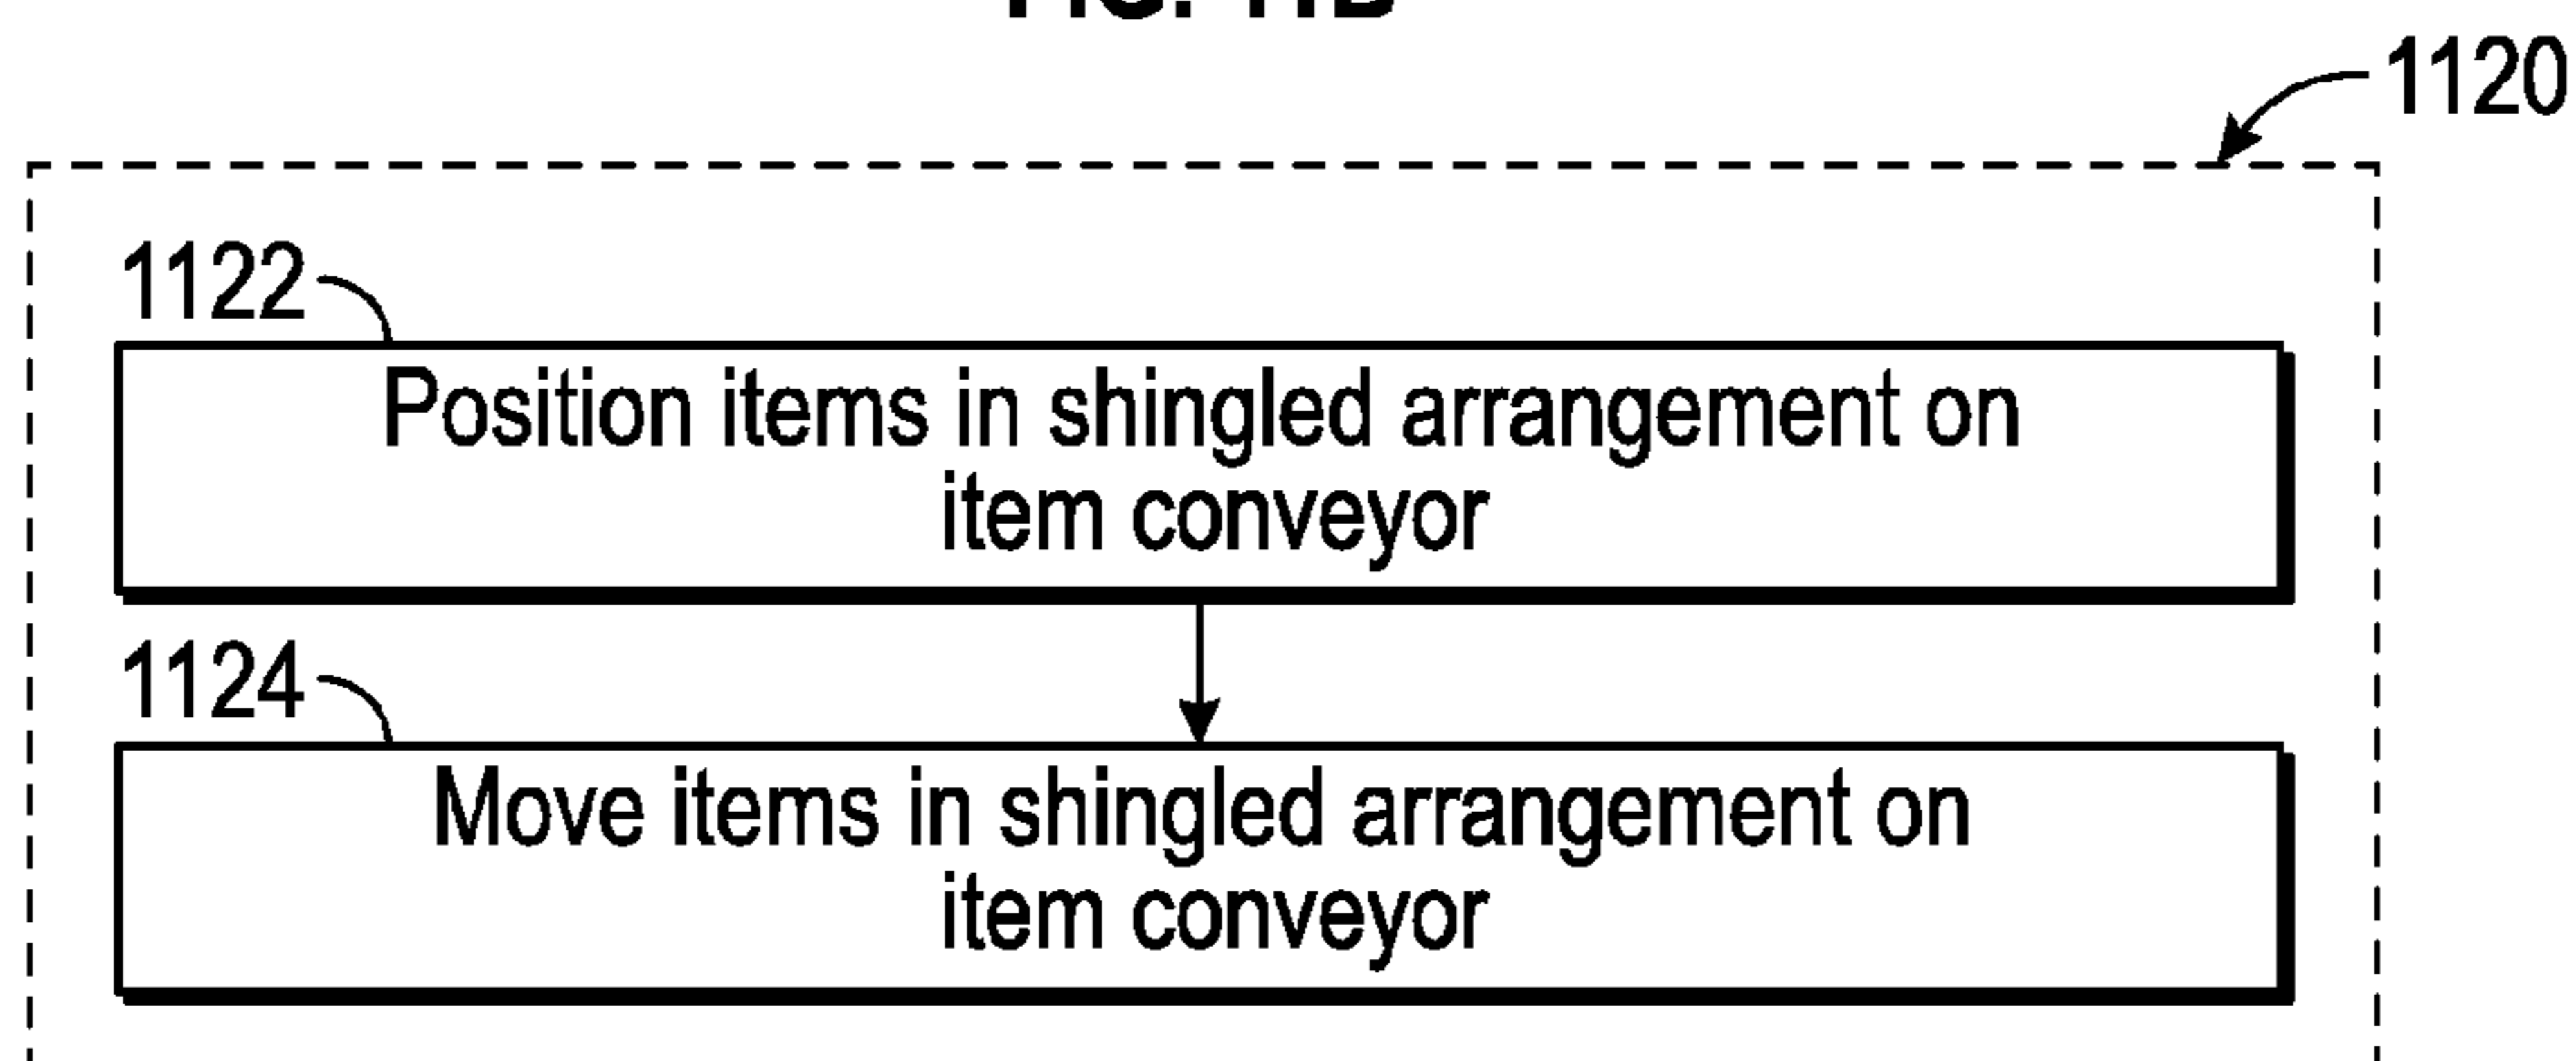 1120
1122
Position items in shingled arrangement on
item conveyor
1124
Move items in shingled arrangement on
item conveyor